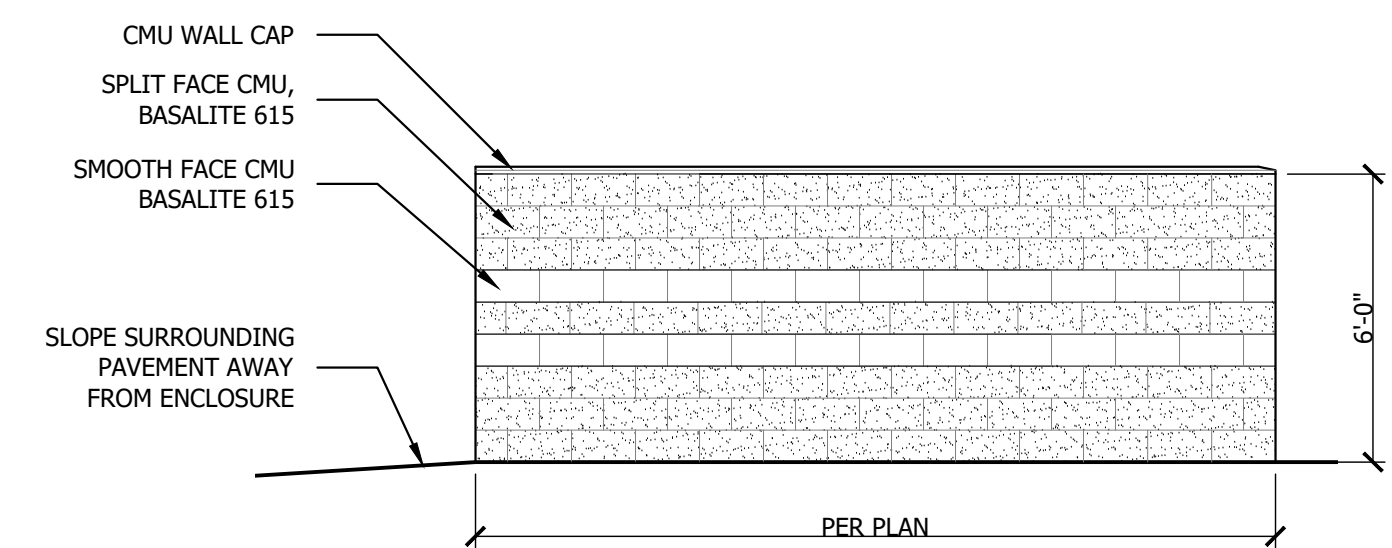 CMU WALL CAP
SPLIT FACE CMU,
BASALITE 615
SMOOTH FACE CMU
BASALITE 615
SLOPE SURROUNDING
PAVEMENT AWAY
FROM ENCLOSURE
6'-0"
PER PLAN